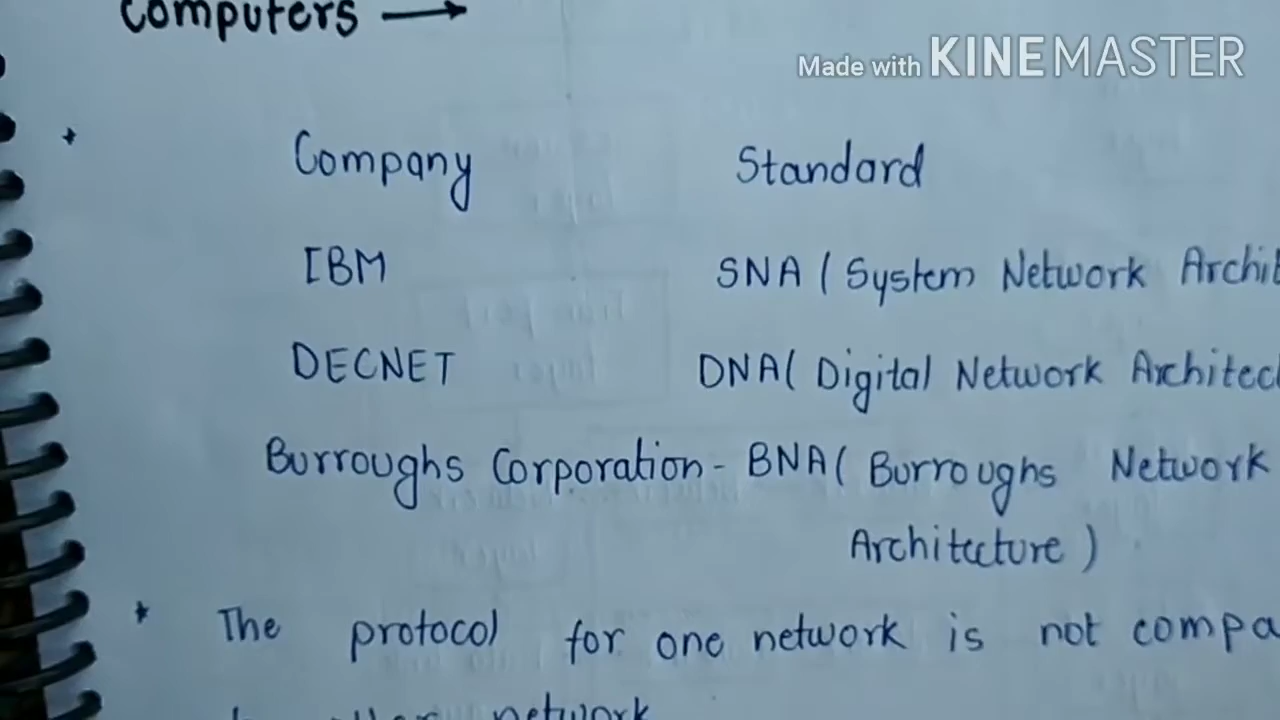 Computers →
Made with KINEMASTER
* Company Standard
IBM SNA ( System Network Archit
DECNET DNA ( Digital Network Architec
Burroughs Corporation - BNA ( Burroughs Network
Architecture )
* The protocol for one network is not compa
network